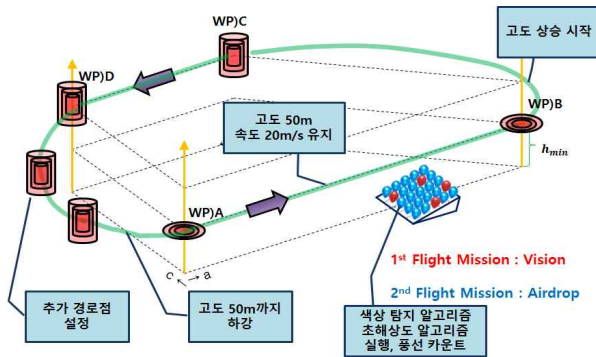 WP)C
고도 상승 시작
WP)D
WP)B
고도 50m
속도 20m/s 유지
h_min
WP)A
c
a
1st Flight Mission : Vision
2nd Flight Mission : Airdrop
추가 경로점
설정
고도 50m까지
하강
색상 탐지 알고리즘
초해상도 알고리즘
실행, 풍선 카운트